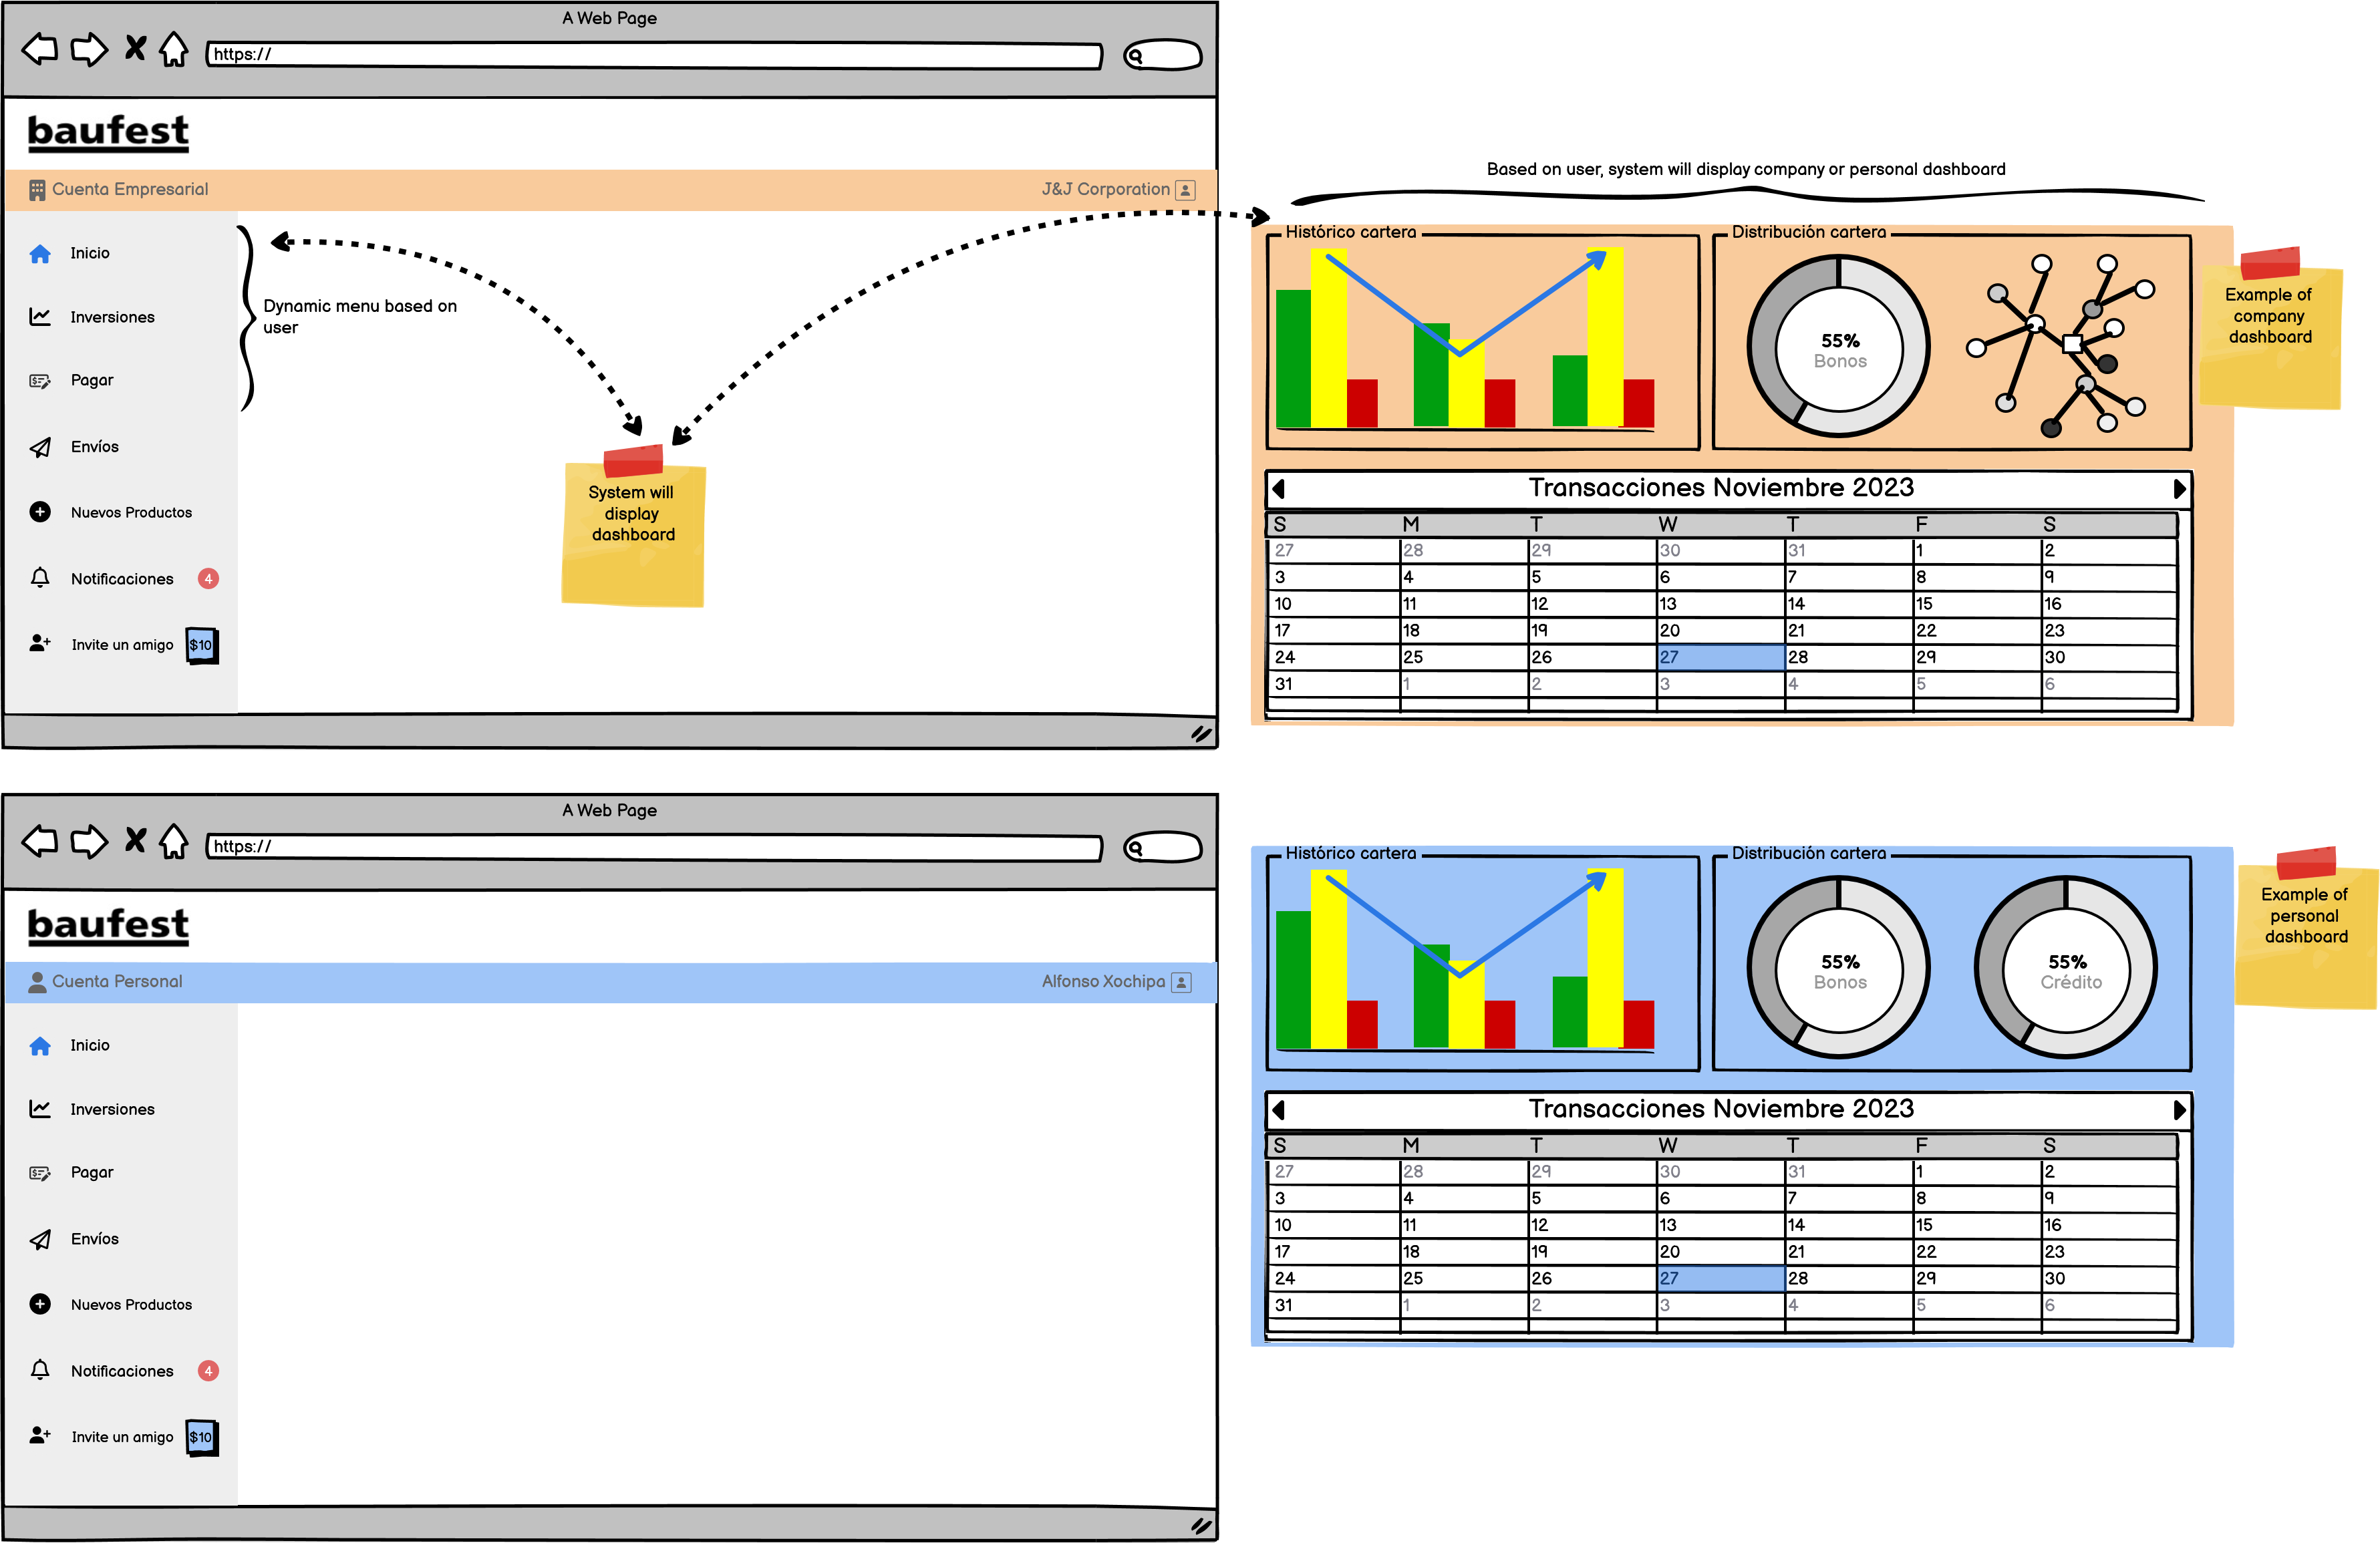 A Web Page
https://
baufest
Cuenta Empresarial
J&J Corporation
Inicio
Inversiones
Pagar
Envíos
Nuevos Productos
Notificaciones 4
Invite un amigo $10
Dynamic menu based on
user
System will
display
dashboard
Based on user, system will display company or personal dashboard
Histórico cartera
Distribución cartera
55%
Bonos
Example of
company
dashboard
Transacciones Noviembre 2023
S M T W T F S
27 28 29 30 31 1 2
3 4 5 6 7 8 9
10 11 12 13 14 15 16
17 18 19 20 21 22 23
24 25 26 27 28 29 30
31 1 2 3 4 5 6
A Web Page
https://
baufest
Cuenta Personal
Alfonso Xochipa
Inicio
Inversiones
Pagar
Envíos
Nuevos Productos
Notificaciones 4
Invite un amigo $10
Histórico cartera
Distribución cartera
55%
Bonos
55%
Crédito
Example of
personal
dashboard
Transacciones Noviembre 2023
S M T W T F S
27 28 29 30 31 1 2
3 4 5 6 7 8 9
10 11 12 13 14 15 16
17 18 19 20 21 22 23
24 25 26 27 28 29 30
31 1 2 3 4 5 6